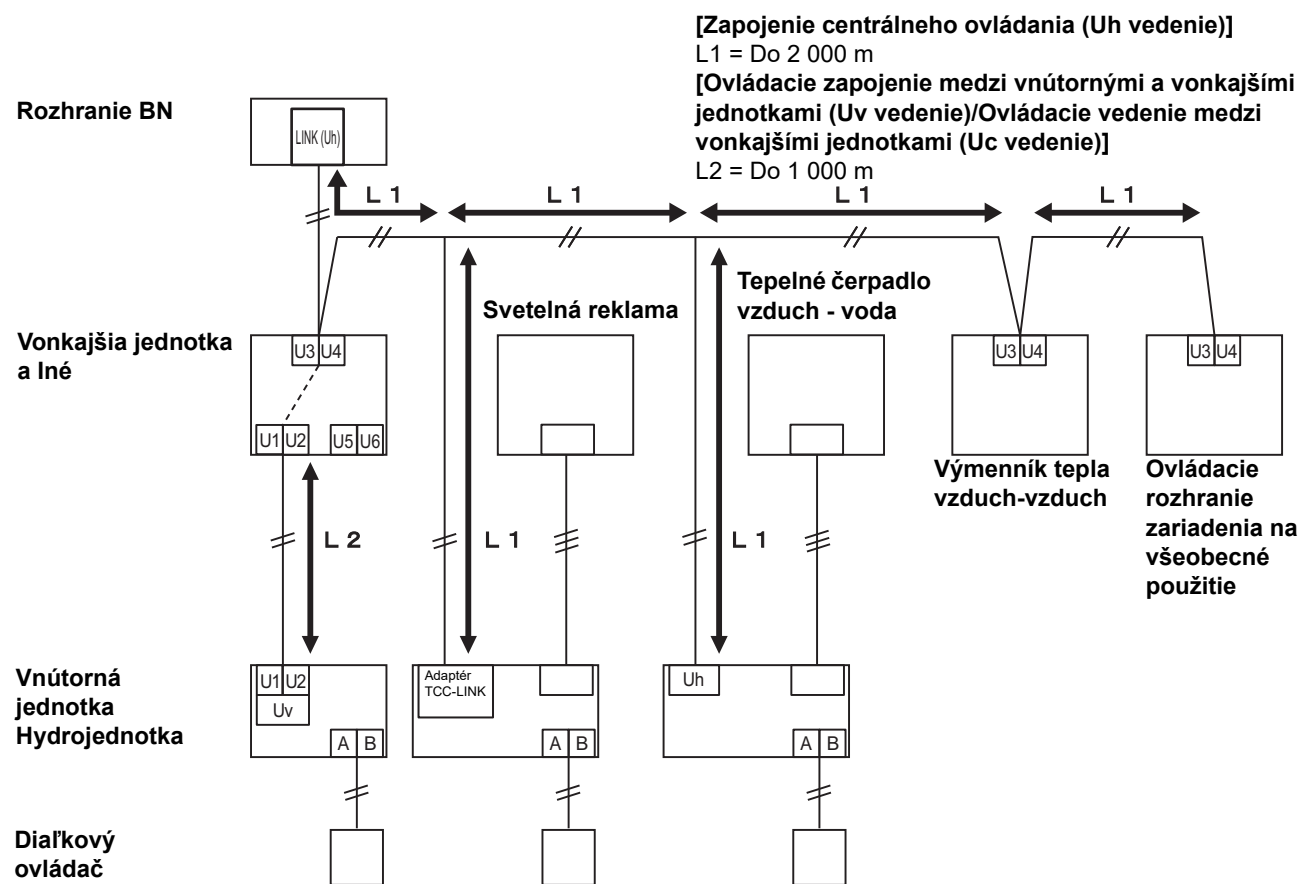 [Zapojenie centrálneho ovládania (Uh vedenie)]
L1 = Do 2 000 m
[Ovládacie zapojenie medzi vnútornými a vonkajšími
jednotkami (Uv vedenie)/Ovládacie vedenie medzi
vonkajšími jednotkami (Uc vedenie)]
L2 = Do 1 000 m
Rozhranie BN
LINK (Uh)
L 1
L 1
L 1
L 1
Svetelná reklama
Tepelné čerpadlo
vzduch - voda
Vonkajšia jednotka
a Iné
U3 U4
U3 U4
U3 U4
U1 U2
U5 U6
Výmenník tepla
vzduch-vzduch
Ovládacie
rozhranie
zariadenia na
všeobecné
použitie
L 2
L 1
L 1
Vnútorná
jednotka
Hydrojednotka
U1 U2
Uv
A B
Adaptér
TCC-LINK
A B
Uh
A B
Diaľkový
ovládač